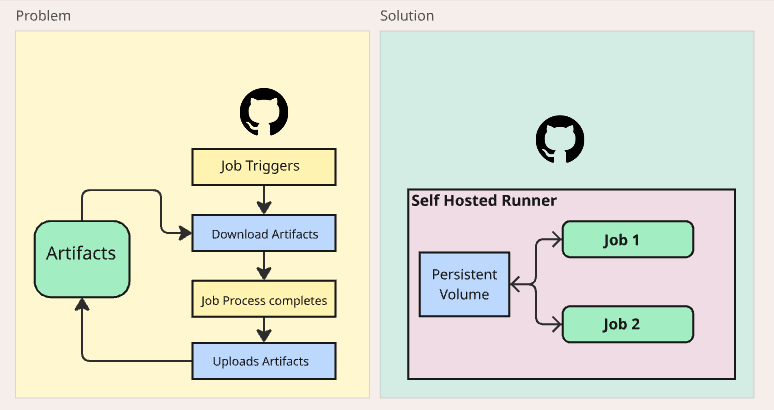 Problem
Job Triggers
Download Artifacts
Artifacts
Job Process completes
Uploads Artifacts
Solution
Self Hosted Runner
Job 1
Persistent
Volume
Job 2